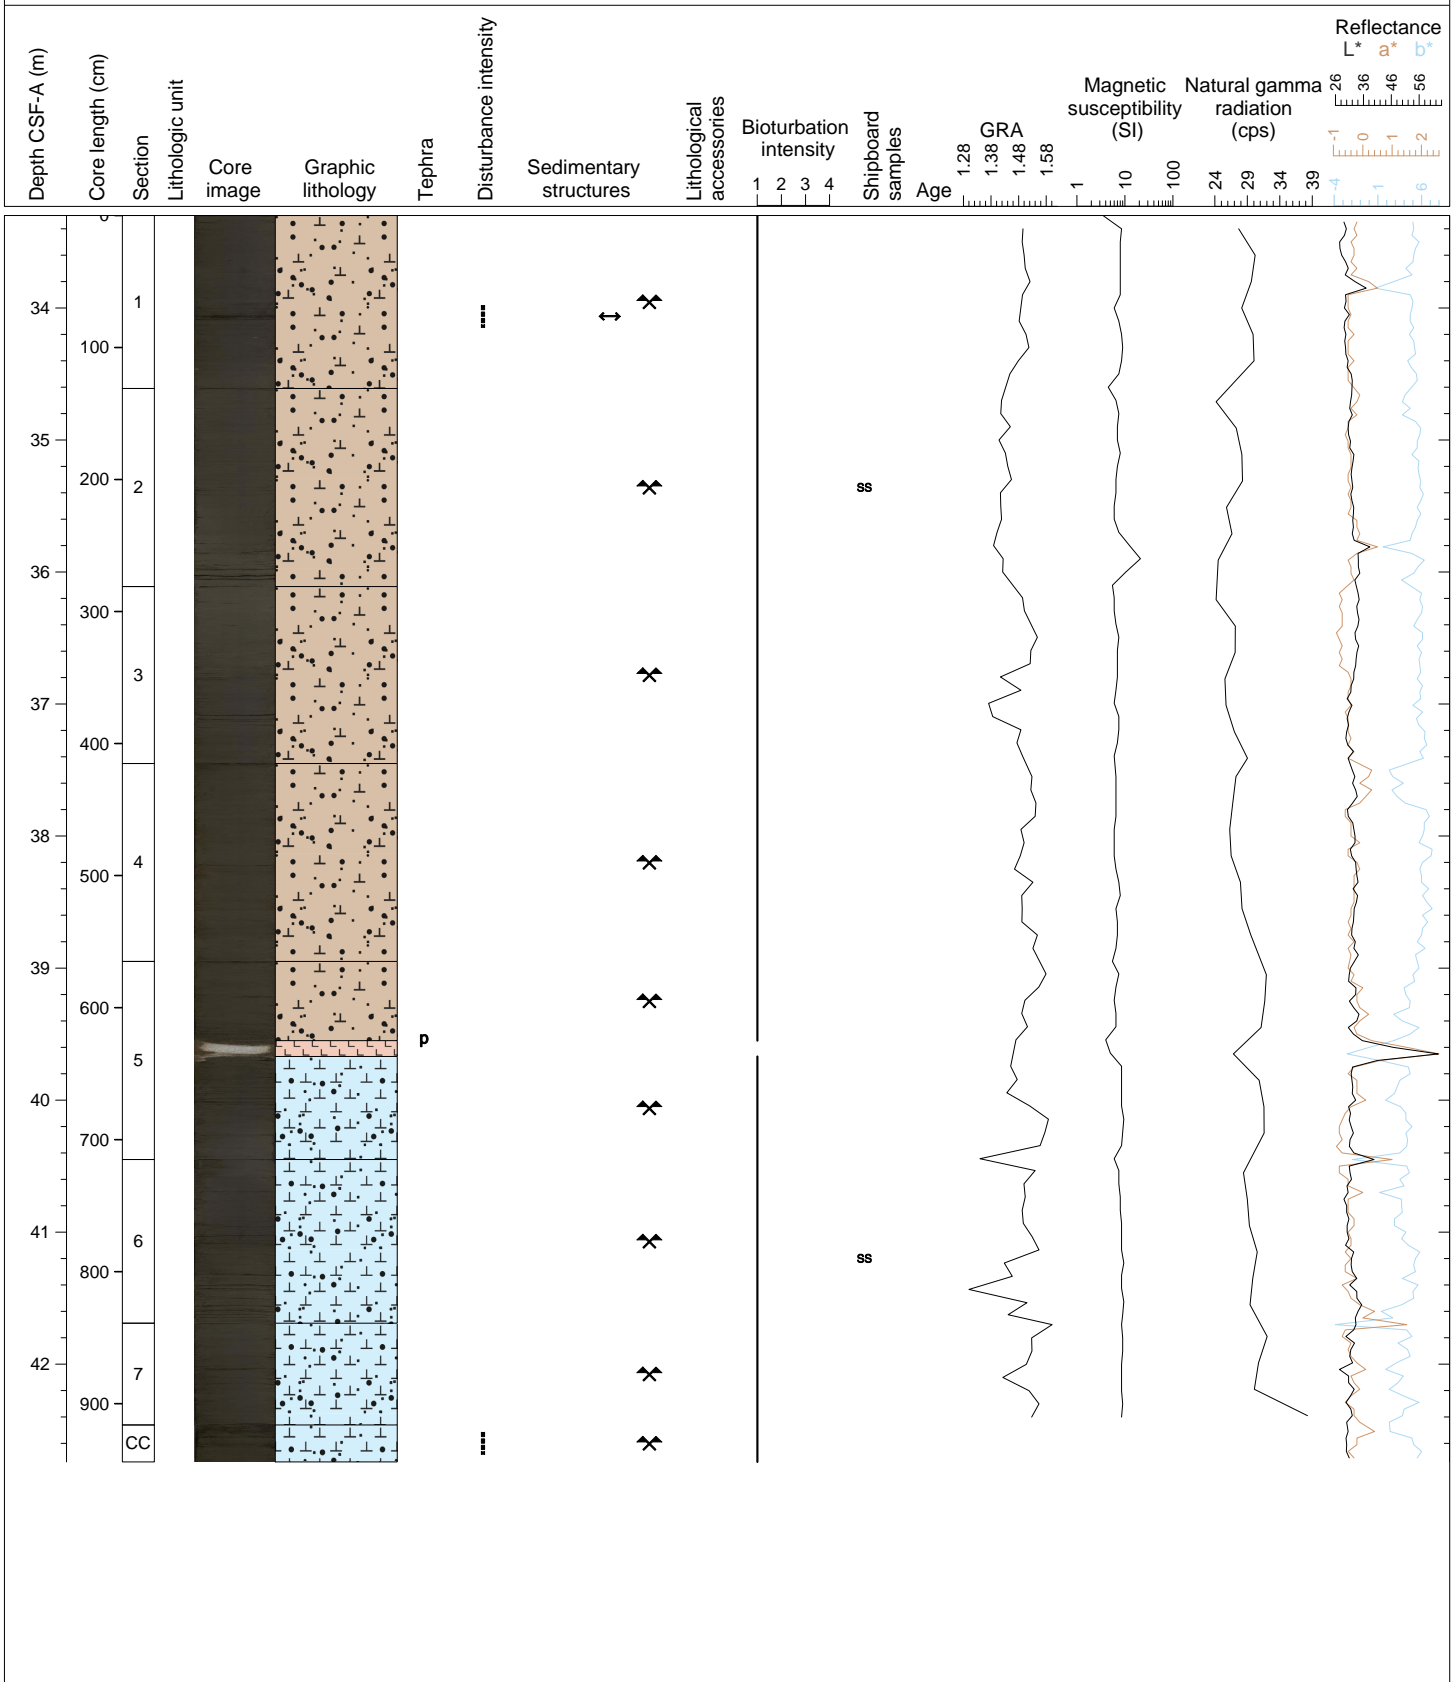 Depth CSF-A (m)
Core length (cm)
Section
Lithologic unit
Core
image
Graphic
lithology
Tephra
Disturbance intensity
Sedimentary
structures
Lithological
accessories
Bioturbation
intensity
1 2 3 4
Shipboard
samples
Age
GRA
1.28 1.38 1.48 1.58
Magnetic
susceptibility
(SI)
1 10 100
Natural gamma
radiation
(cps)
24 29 34 39
Reflectance
L* a* b*
26 36 46 56
-1 0 1 2
-4 1 6
0
1
34
100
35
200
2
ss
36
300
3
37
400
38
4
500
39
600
p
5
40
700
41
6
ss
800
42
7
900
CC